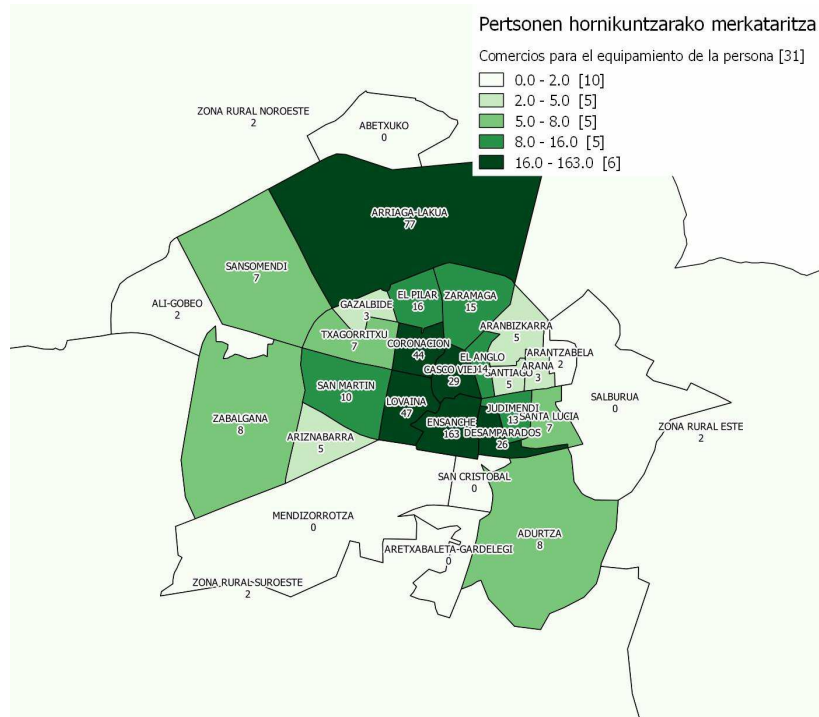 Pertsonen hornikuntzarako merkataritza
Comercios para el equipamiento de la persona [31]
0.0 - 2.0 [10]
2.0 - 5.0 [5]
5.0 - 8.0 [5]
8.0 - 16.0 [5]
16.0 - 163.0 [6]
ZONA RURAL NOROESTE
2
ABETXUKO
0
ARRIAGA-LAKUA
77
SANSOMENDI
7
ALI-GOBEO
2
GAZALBIDE
3
EL PILAR
16
ZARAMAGA
15
TXAGORRITXU
7
CORONACION
44
ARANBIZKARRA
5
EL ANGLO
14
ARANTZABELA
2
CASCO VIEJO
29
SANTIAGO
5
ARANA
3
SAN MARTIN
10
LOVAINA
47
SALBURUA
0
ZABALGANA
8
ARIZNABARRA
5
ENSANCHE
163
JUDIMENDI
13
SANTA LUCIA
7
DESAMPARADOS
26
ZONA RURAL ESTE
2
SAN CRISTOBAL
0
MENDIZORROTZA
0
ADURTZA
8
ARETXABALETA-GARDELEGI
0
ZONA RURAL-SUROESTE
2